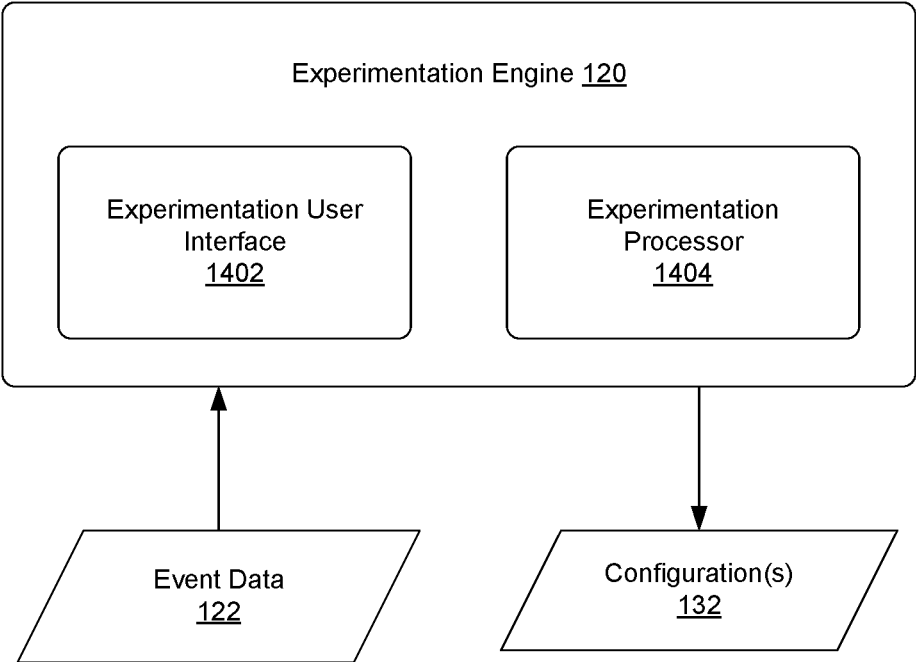 Experimentation Engine 120
Experimentation User
Interface
1402
Experimentation
Processor
1404
Event Data
122
Configuration(s)
132